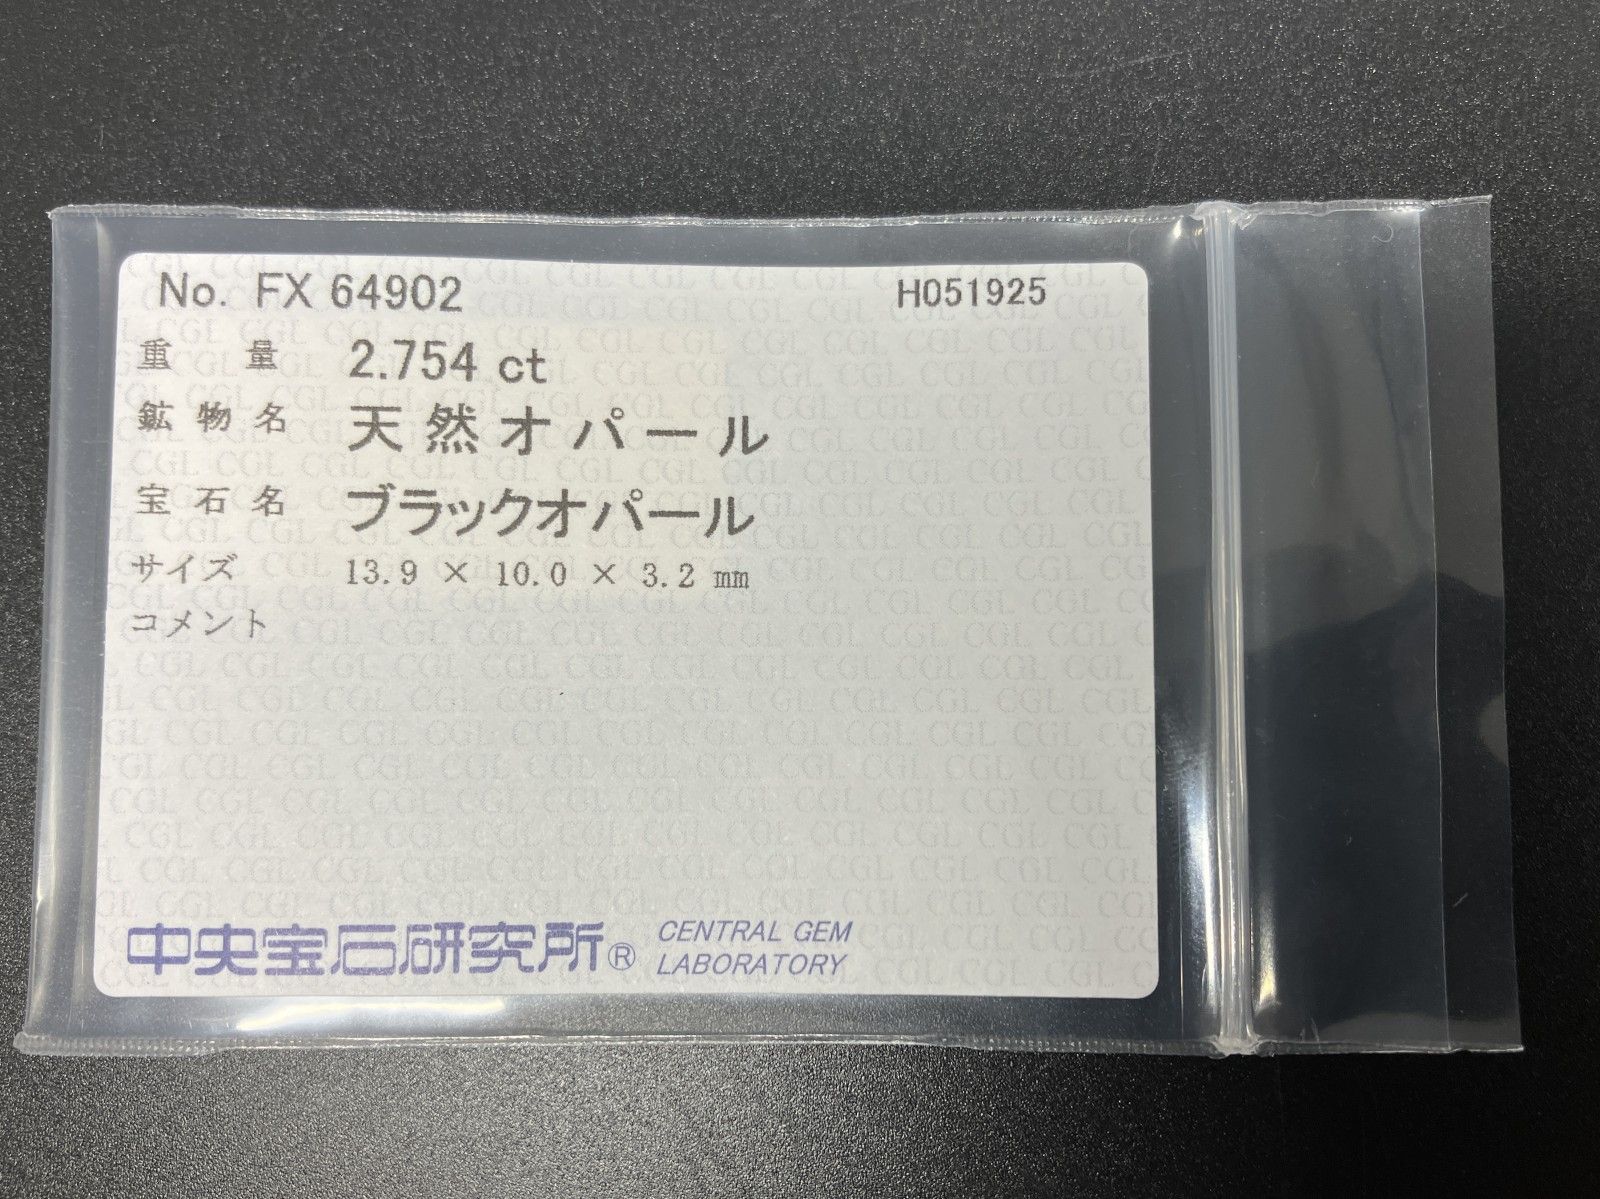 No. FX 64902 H051925
重量 2.754 ct
鉱物名 天然オパール
宝石名 ブラックオパール
サイズ 13.9 × 10.0 × 3.2 mm
コメント
中央宝石研究所® CENTRAL GEM
LABORATORY